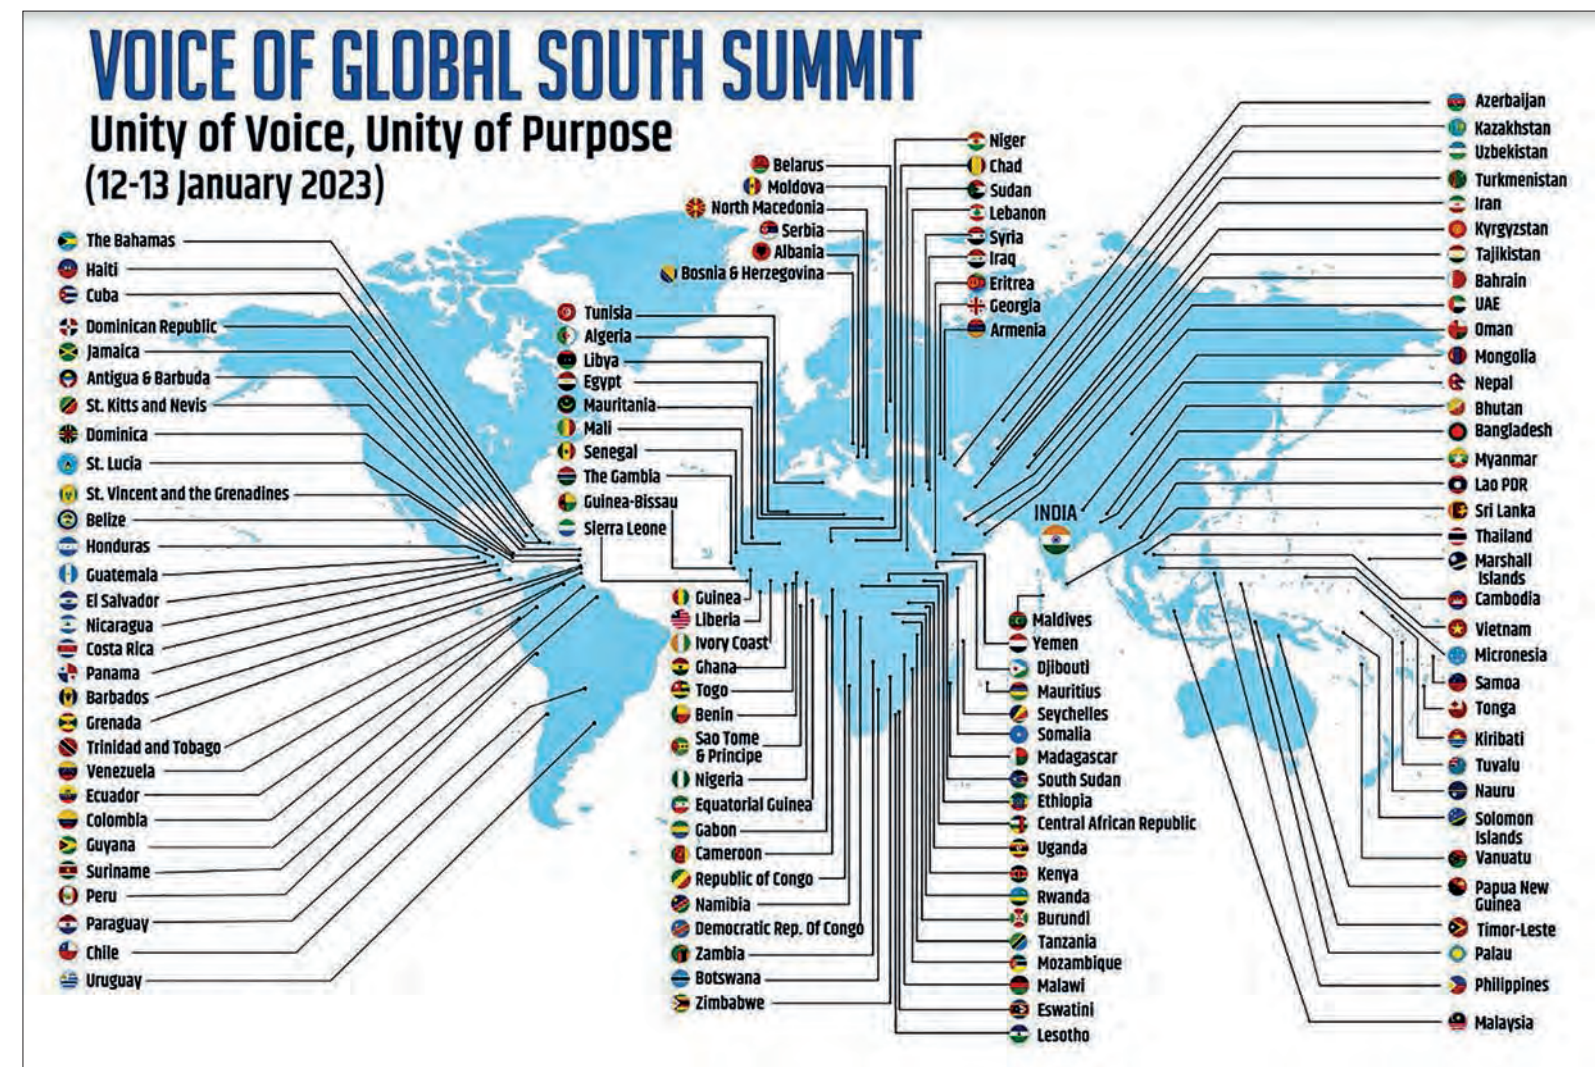 VOICE OF GLOBAL SOUTH SUMMIT
Unity of Voice, Unity of Purpose
(12-13 January 2023)
The Bahamas
Haiti
Cuba
Dominican Republic
Jamaica
Antigua & Barbuda
St. Kitts and Nevis
Dominica
St. Lucia
St. Vincent and the Grenadines
Belize
Honduras
Guatemala
El Salvador
Nicaragua
Costa Rica
Panama
Barbados
Grenada
Trinidad and Tobago
Venezuela
Ecuador
Colombia
Guyana
Suriname
Peru
Paraguay
Chile
Uruguay
Belarus
Moldova
North Macedonia
Serbia
Albania
Bosnia & Herzegovina
Tunisia
Algeria
Libya
Egypt
Mauritania
Mali
Senegal
The Gambia
Guinea-Bissau
Sierra Leone
Guinea
Liberia
Ivory Coast
Ghana
Togo
Benin
Sao Tome
& Principe
Nigeria
Equatorial Guinea
Gabon
Cameroon
Republic of Congo
Namibia
Democratic Rep. Of Congo
Zambia
Botswana
Zimbabwe
Niger
Chad
Sudan
Lebanon
Syria
Iraq
Eritrea
Georgia
Armenia
INDIA
Maldives
Yemen
Djibouti
Mauritius
Seychelles
Somalia
Madagascar
South Sudan
Ethiopia
Central African Republic
Uganda
Kenya
Rwanda
Burundi
Tanzania
Mozambique
Malawi
Eswatini
Lesotho
Azerbaijan
Kazakhstan
Uzbekistan
Turkmenistan
Iran
Kyrgyzstan
Tajikistan
Bahrain
UAE
Oman
Mongolia
Nepal
Bhutan
Bangladesh
Myanmar
Lao PDR
Sri Lanka
Thailand
Marshall
Islands
Cambodia
Vietnam
Micronesia
Samoa
Tonga
Kiribati
Tuvalu
Nauru
Solomon
Islands
Vanuatu
Papua New
Guinea
Timor-Leste
Palau
Philippines
Malaysia